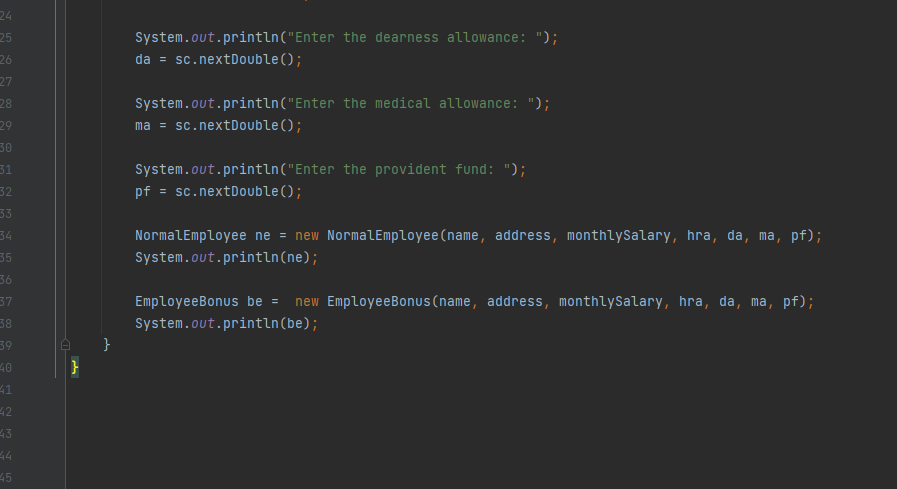 24
25 System.out.println("Enter the dearness allowance: ");
26 da = sc.nextDouble();
27
28 System.out.println("Enter the medical allowance: ");
29 ma = sc.nextDouble();
30
31 System.out.println("Enter the provident fund: ");
32 pf = sc.nextDouble();
33
34 NormalEmployee ne = new NormalEmployee(name, address, monthlySalary, hra, da, ma, pf);
35 System.out.println(ne);
36
37 EmployeeBonus be =  new EmployeeBonus(name, address, monthlySalary, hra, da, ma, pf);
38 System.out.println(be);
39 }
40 }
41
42
43
44
45